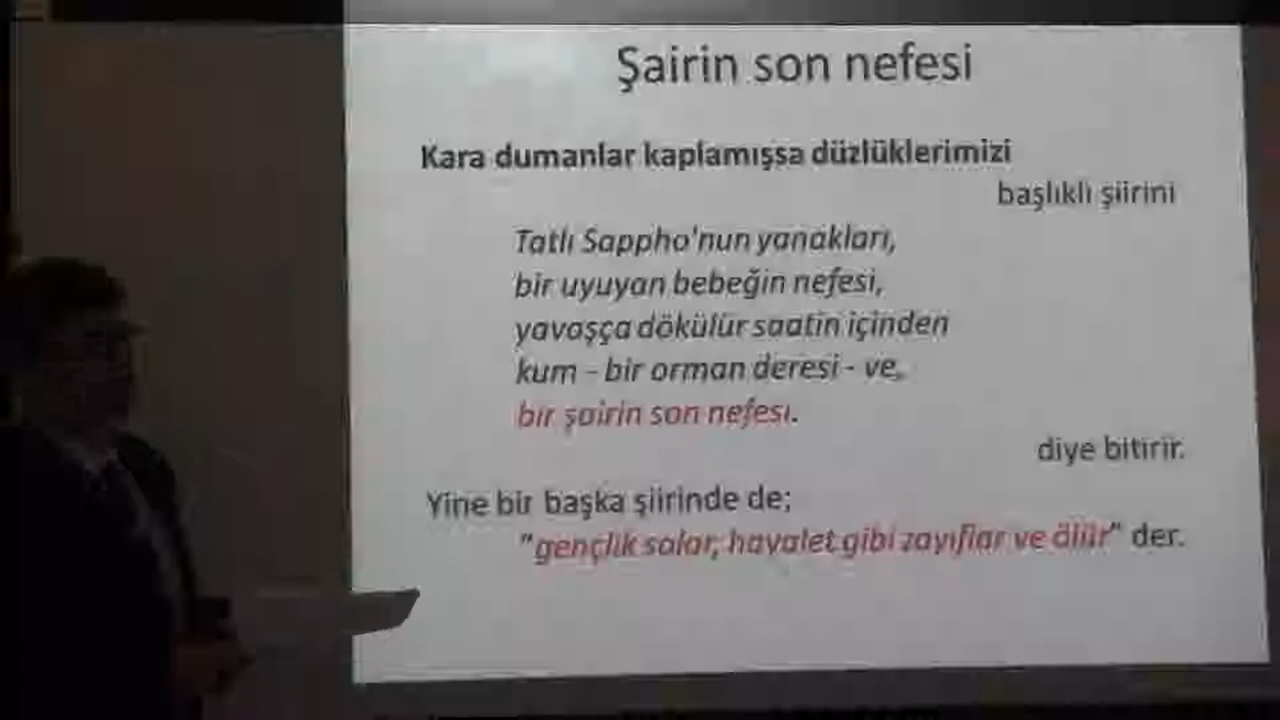 Şairin son nefesi
Kara dumanlar kaplamışsa düzlüklerimizi
başlıklı şiirini
Tatlı Sappho'nun yanakları,
bir uyuyan bebeğin nefesi,
yavaşça dökülür saatin içinden
kum - bir orman deresi - ve,
bir şairin son nefesi.
diye bitirir.
Yine bir başka şiirinde de;
"gençlik solar, hayalet gibi zayıflar ve ölür" der.